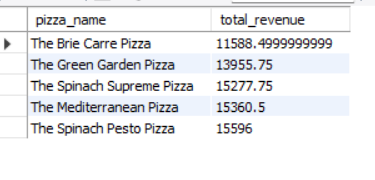 pizza_name total_revenue
The Brie Carre Pizza 11588.4999999999
The Green Garden Pizza 13955.75
The Spinach Supreme Pizza 15277.75
The Mediterranean Pizza 15360.5
The Spinach Pesto Pizza 15596